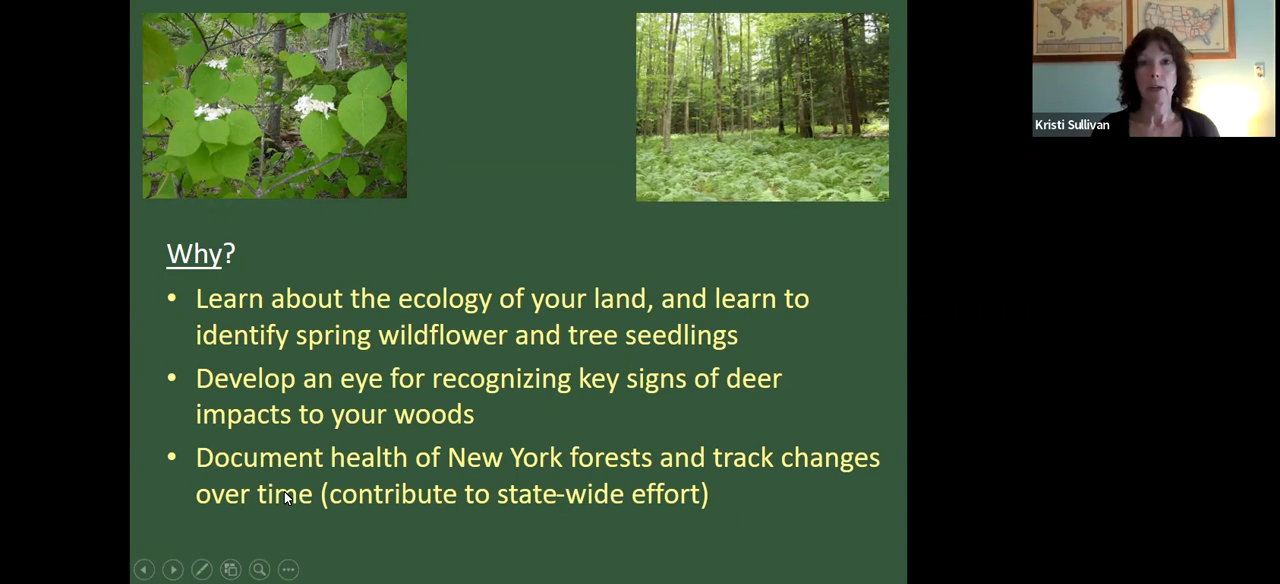 Kristi Sullivan
Why?
• Learn about the ecology of your land, and learn to
identify spring wildflower and tree seedlings
• Develop an eye for recognizing key signs of deer
impacts to your woods
• Document health of New York forests and track changes
over time (contribute to state-wide effort)